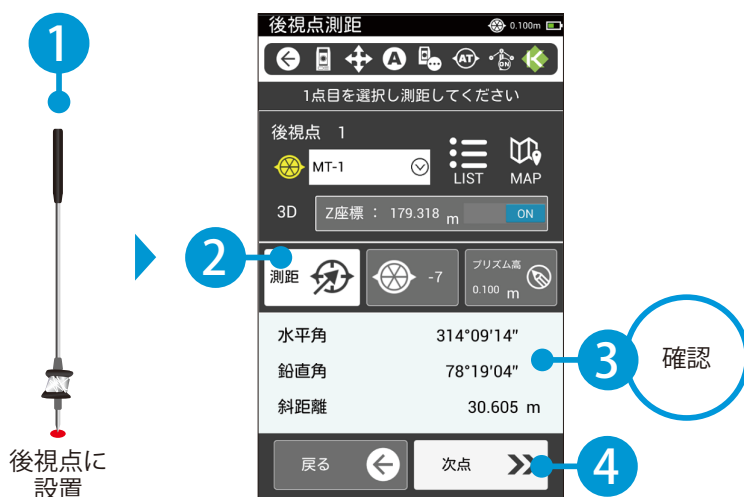 1
後視点に
設置
後視点測距
0.100m
A
AT
ON
K
1点目を選択し測距してください
後視点 1
MT-1
LIST
MAP
3D
Z座標 : 179.318 m
ON
2
測距
-7
プリズム高
0.100 m
水平角 314°09'14"
鉛直角 78°19'04"
斜距離 30.605 m
3
確認
戻る
次点
4